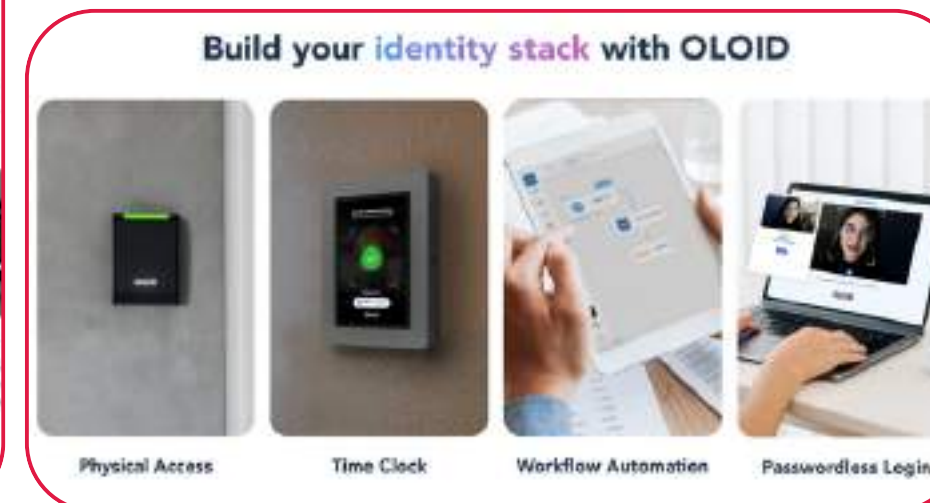 Build your identity stack with OLOID
Physical Access
Time Clock
Workflow Automation
Passwordless Login